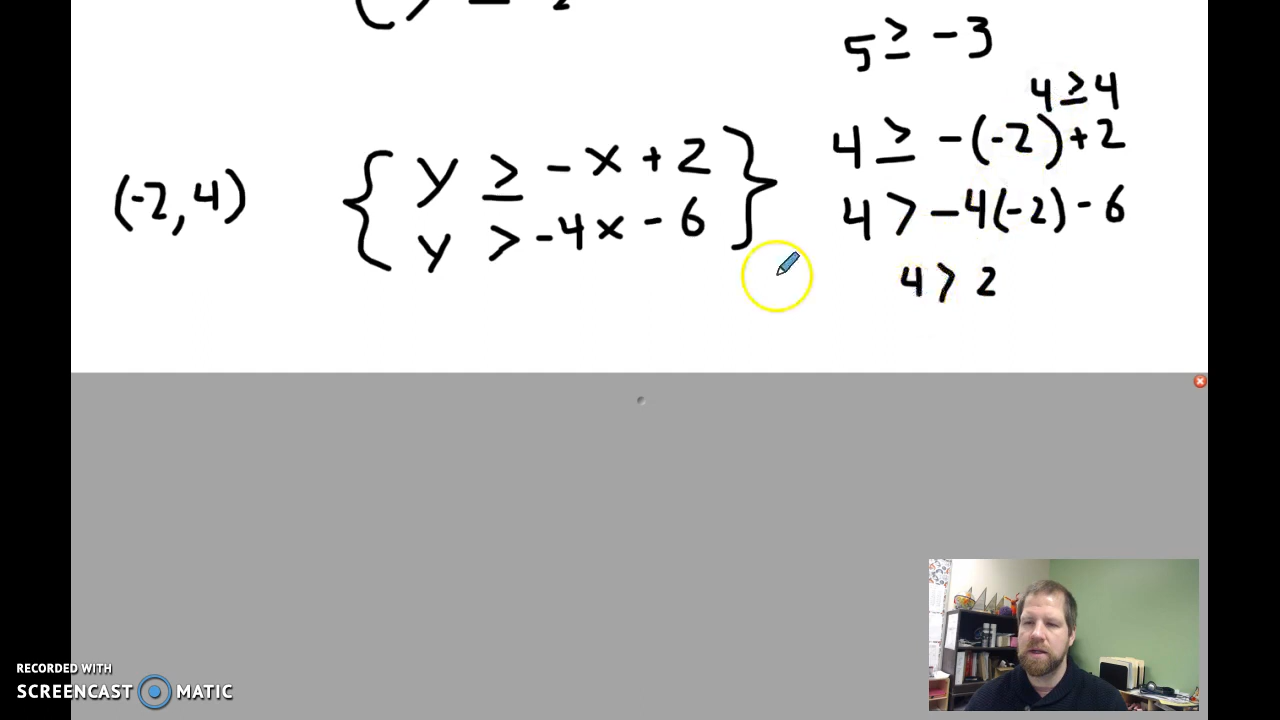 5 ≥ -3
4 ≥ 4
(-2, 4) { y ≥ -x + 2 } 4 ≥ -(-2) + 2
y > -4x - 6 4 > -4(-2) - 6
4 > 2
RECORDED WITH
SCREENCAST MATIC